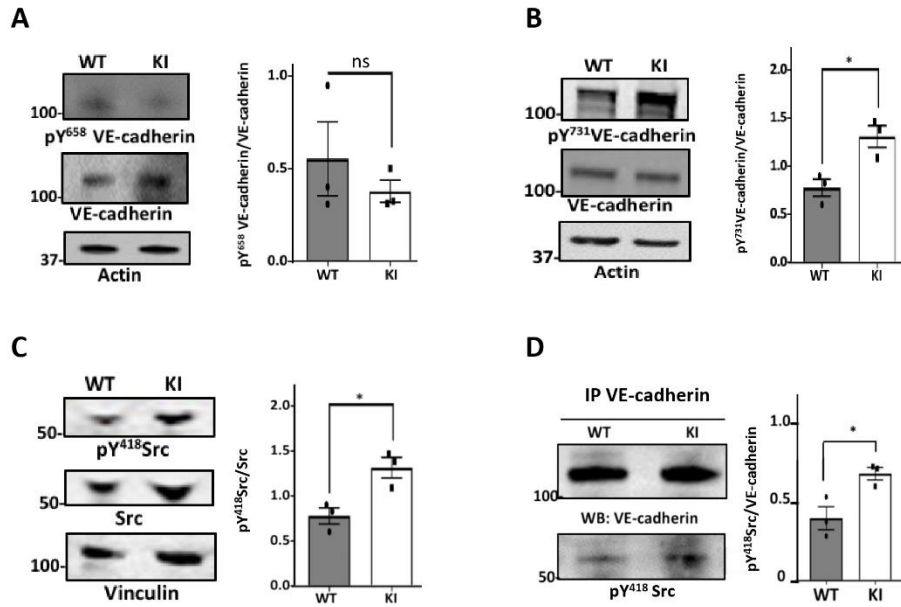 A
WT KI
100
pY⁶⁵⁸ VE-cadherin
100
VE-cadherin
37
Actin
pY⁶⁵⁸ VE-cadherin/VE-cadherin
1.0
0.5
0.0
ns
WT KI
B
WT KI
100
pY⁷³¹VE-cadherin
100
VE-cadherin
37
Actin
pY⁷³¹VE-cadherin/VE-cadherin
2.0
1.5
1.0
0.5
0.0
*
WT KI
C
WT KI
50
pY⁴¹⁸Src
50
Src
100
Vinculin
pY⁴¹⁸Src/Src
2.0
1.5
1.0
0.5
0.0
*
WT KI
D
IP VE-cadherin
WT KI
100
WB: VE-cadherin
50
pY⁴¹⁸ Src
pY⁴¹⁸Src/VE-cadherin
1.0
0.5
0
*
WT KI